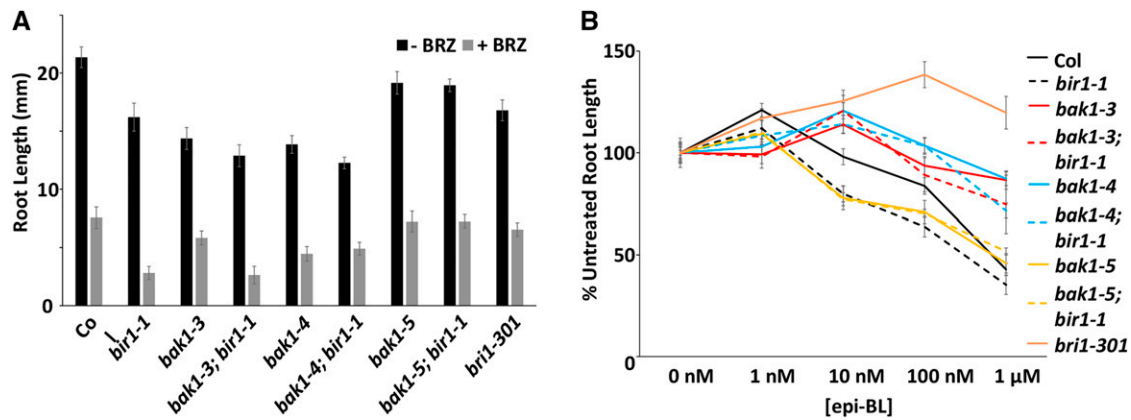 A
Root Length (mm)
20
10
0
- BRZ + BRZ
Co
l
bir1-1
bak1-3
bak1-3; bir1-1
bak1-4
bak1-4; bir1-1
bak1-5
bak1-5; bir1-1
bri1-301
B
% Untreated Root Length
150
100
50
0
0 nM 1 nM 10 nM 100 nM 1 µM
[epi-BL]
Col
bir1-1
bak1-3
bak1-3;
bir1-1
bak1-4
bak1-4;
bir1-1
bak1-5
bak1-5;
bir1-1
bri1-301